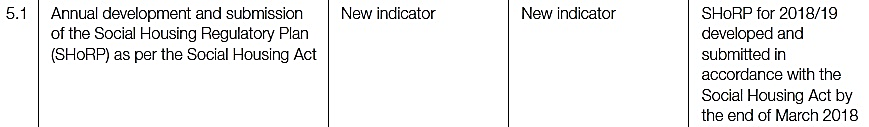 5.1 Annual development and submission of the Social Housing Regulatory Plan (SHoRP) as per the Social Housing Act
New indicator
New indicator
SHoRP for 2018/19
developed and
submitted in
accordance with the
Social Housing Act by
the end of March 2018